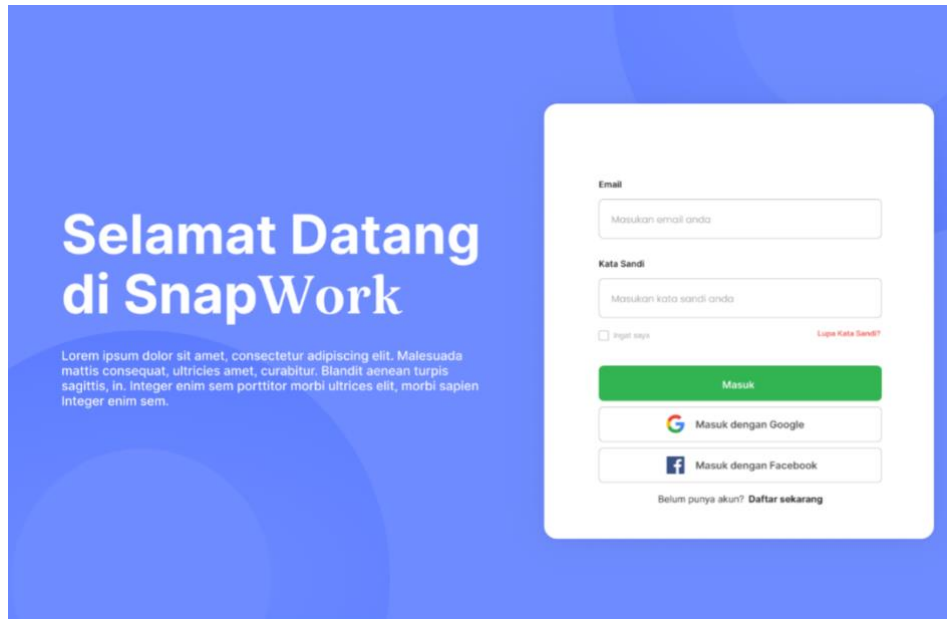 Selamat Datang
di SnapWork
Lorem ipsum dolor sit amet, consectetur adipiscing elit. Malesuada
mattis consequat, ultricies amet, curabitur. Blandit aenean turpis
sagittis, in. Integer enim sem porttitor morbi ultrices elit, morbi sapien
Integer enim sem.
Email
Masukan email anda
Kata Sandi
Masukan kata sandi anda
Ingat saya
Lupa Kata Sandi?
Masuk
Masuk dengan Google
Masuk dengan Facebook
Belum punya akun? Daftar sekarang